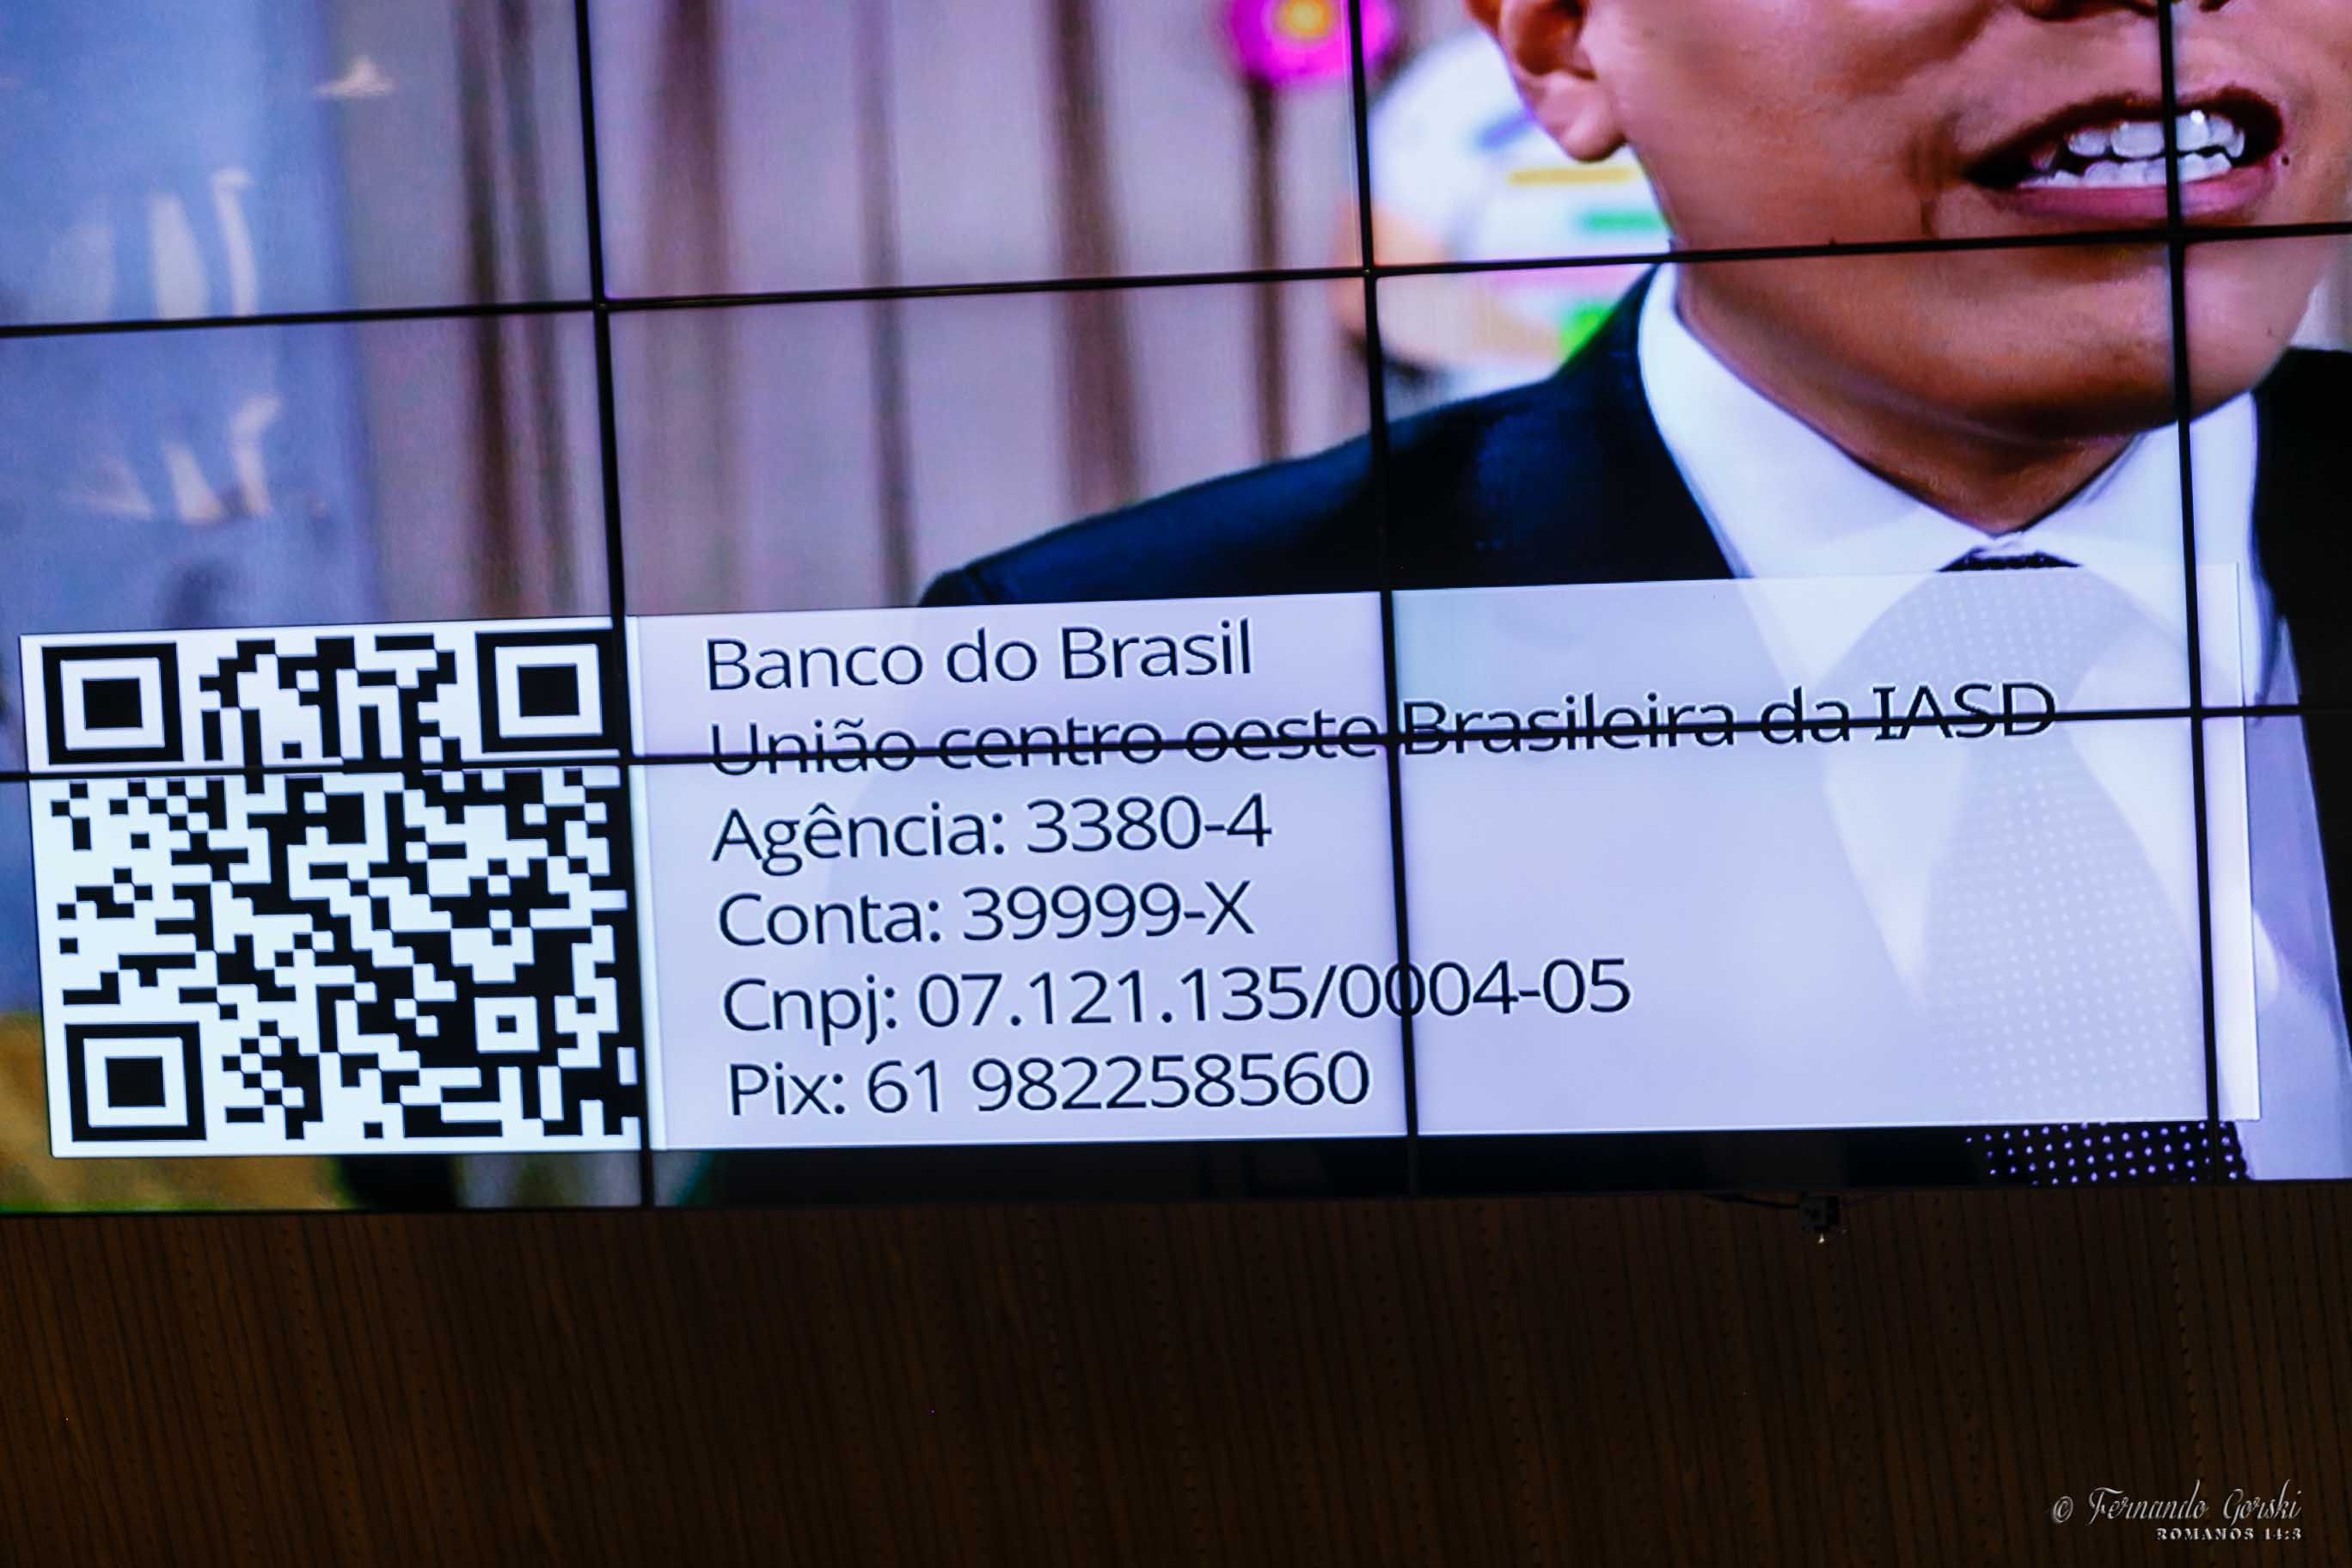 Banco do Brasil
União centro oeste Brasileira da IASD
Agência: 3380-4
Conta: 39999-X
Cnpj: 07.121.135/0004-05
Pix: 61 982258560
© Fernando Gorski
ROMANOS 14:8